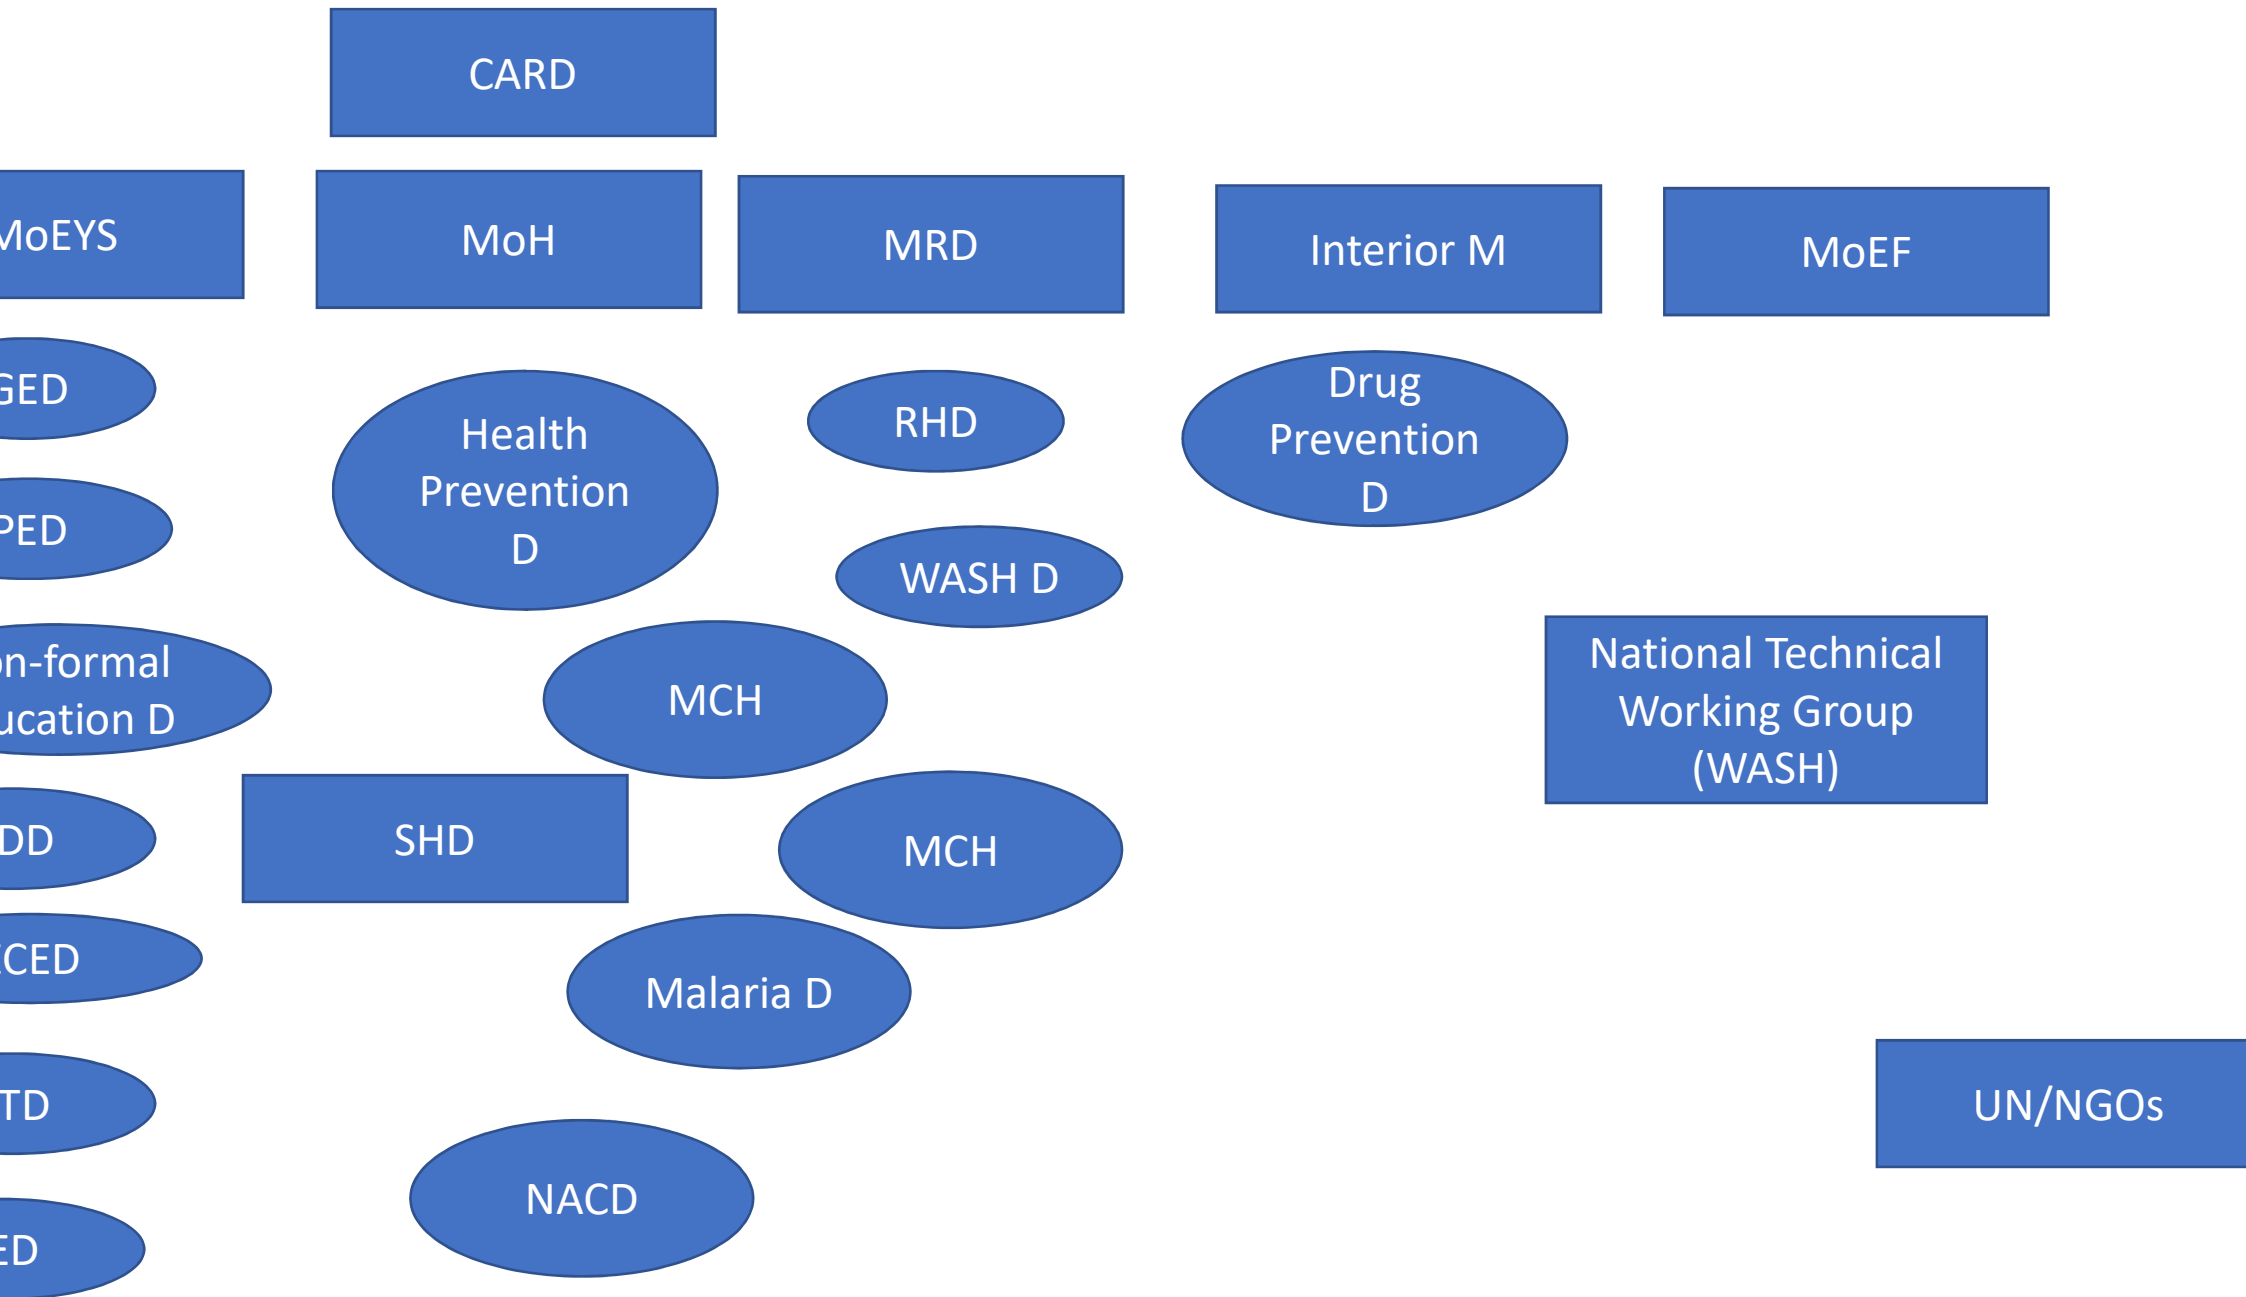 CARD
MoEYS
MoH
MRD
Interior M
MoEF
GED
PED
Health
Prevention
D
RHD
WASH D
Drug
Prevention
D
on-formal
ucation D
MCH
National Technical
Working Group
(WASH)
DD
SHD
MCH
CED
Malaria D
TD
UN/NGOs
NACD
ED